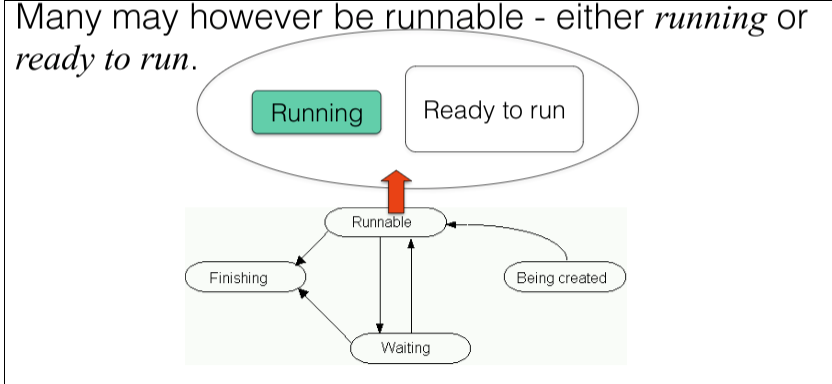 Many may however be runnable - either running or
ready to run.
Running
Ready to run
Runnable
Finishing
Being created
Waiting